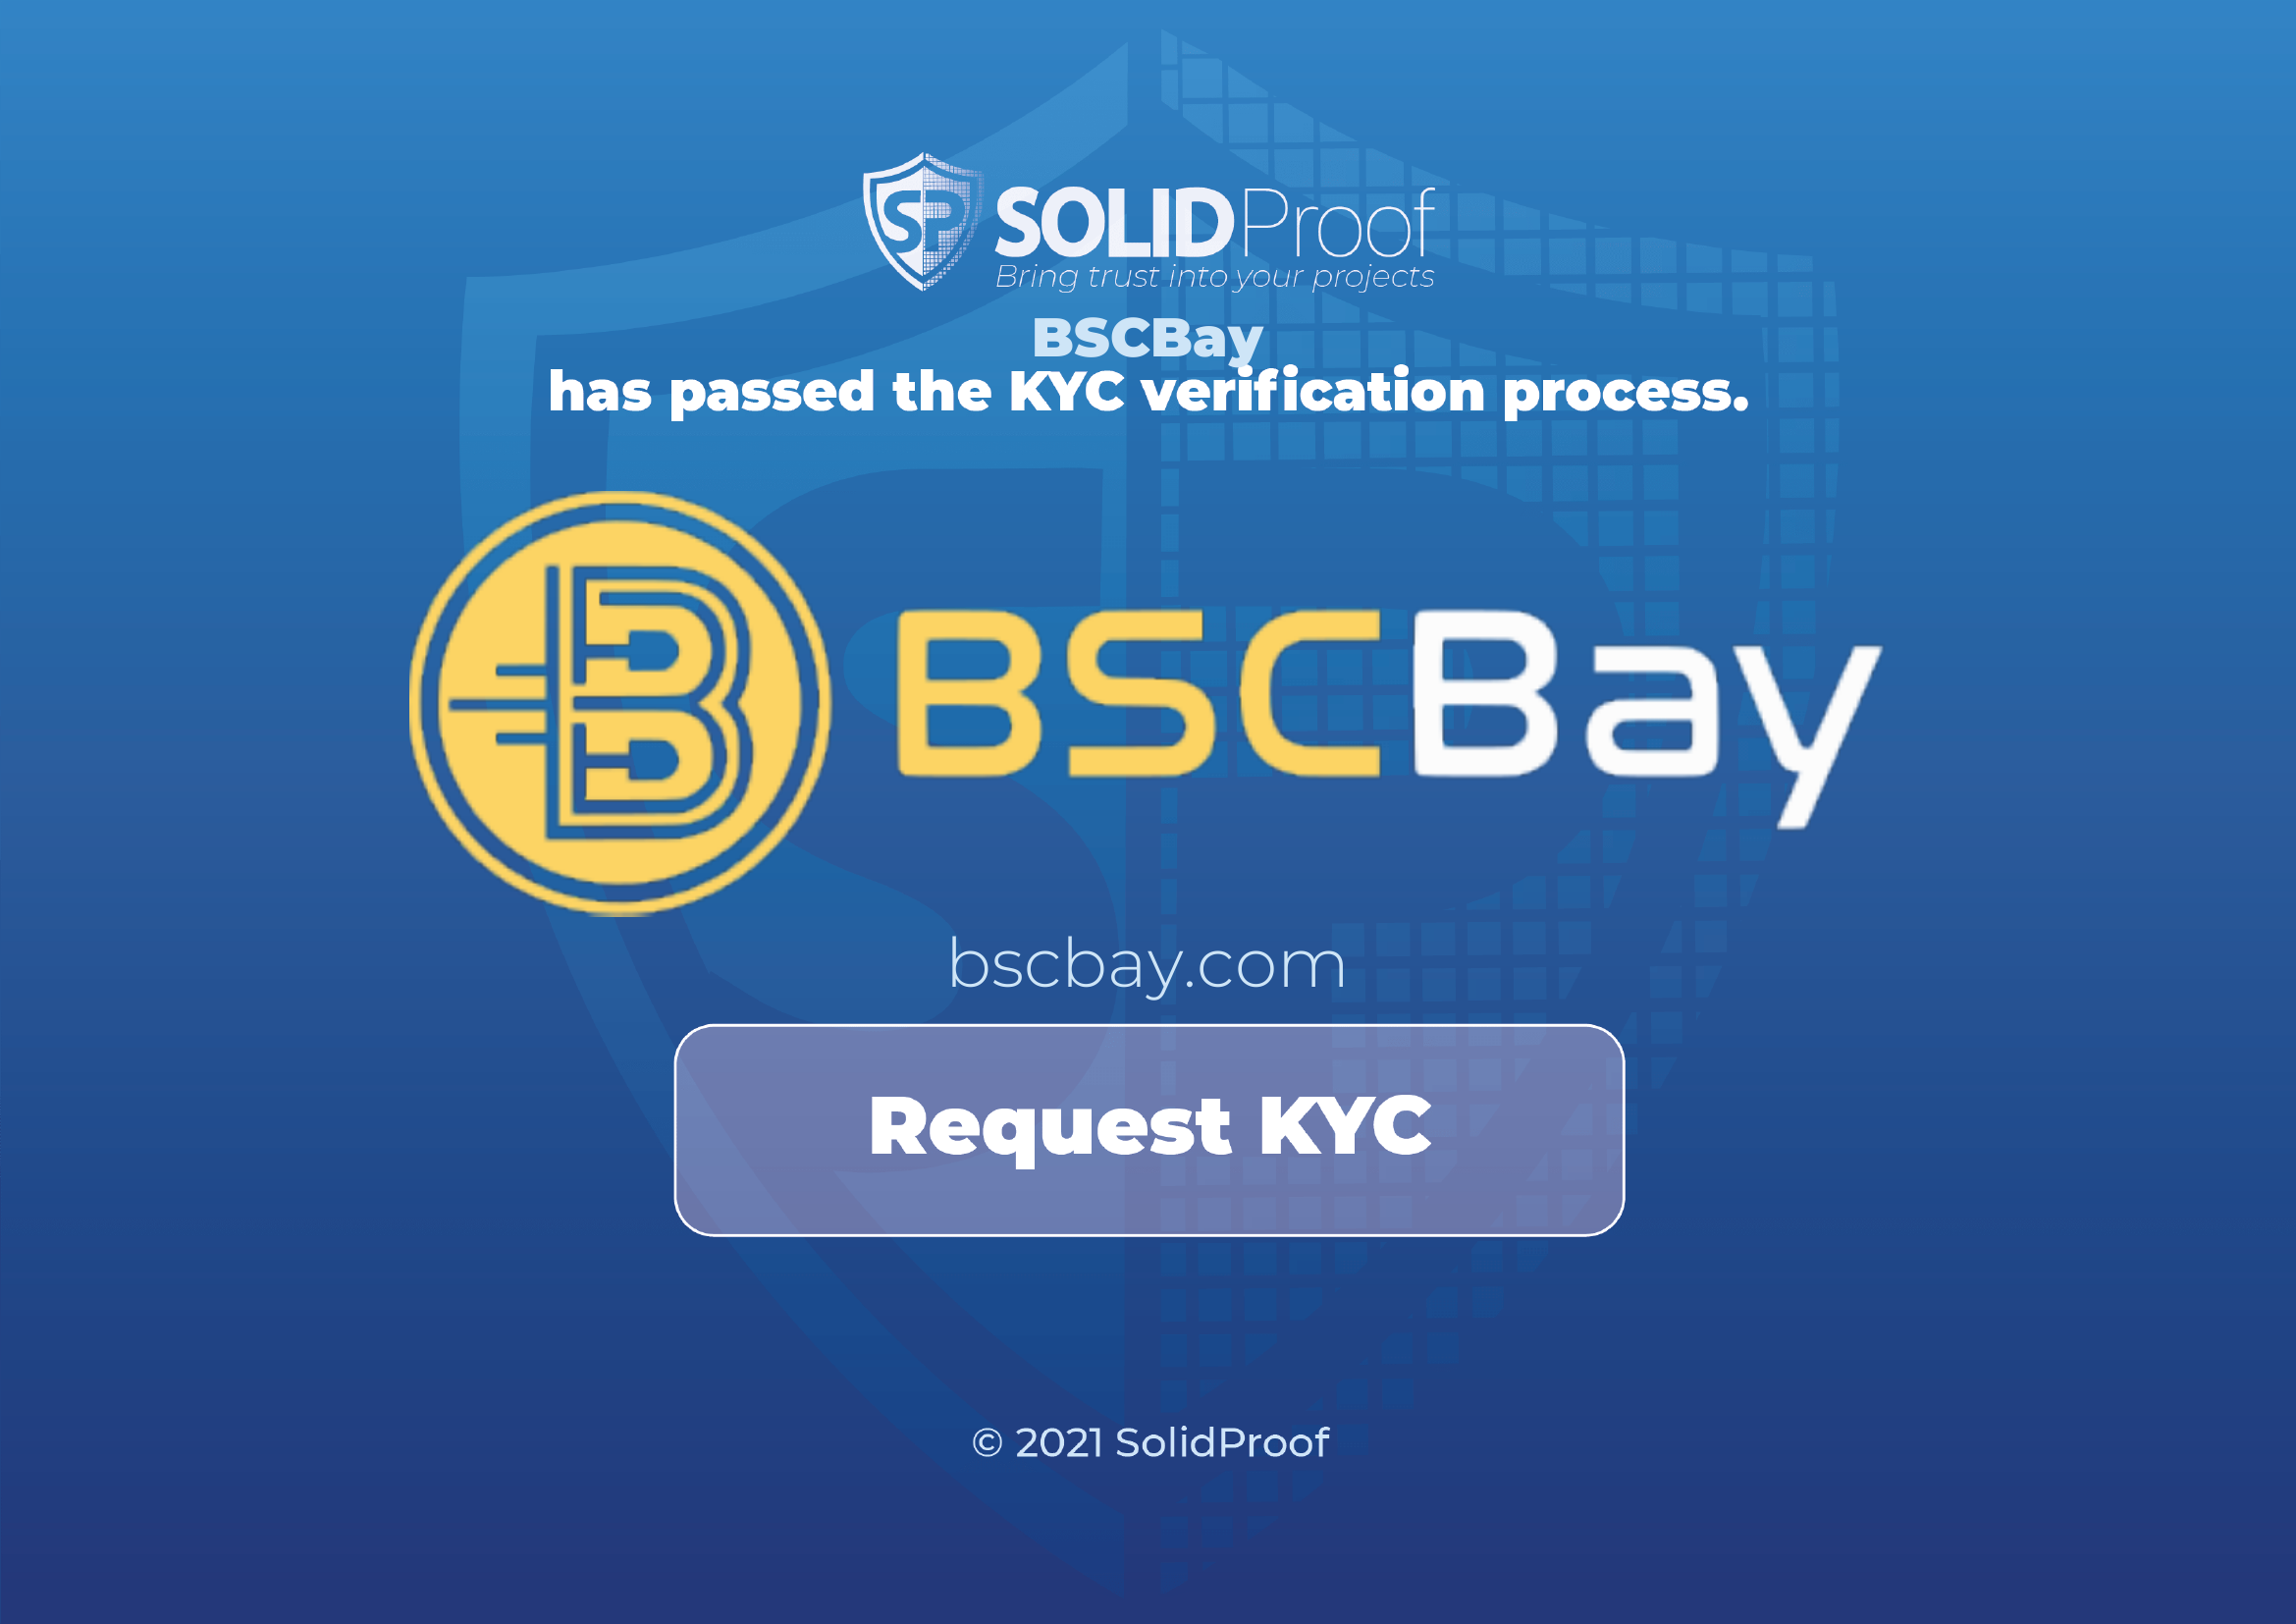 SP SOLIDProof
Bring trust into your projects
BSCBay
has passed the KYC verification process.
B BSCBay
bscbay.com
Request KYC
© 2021 SolidProof